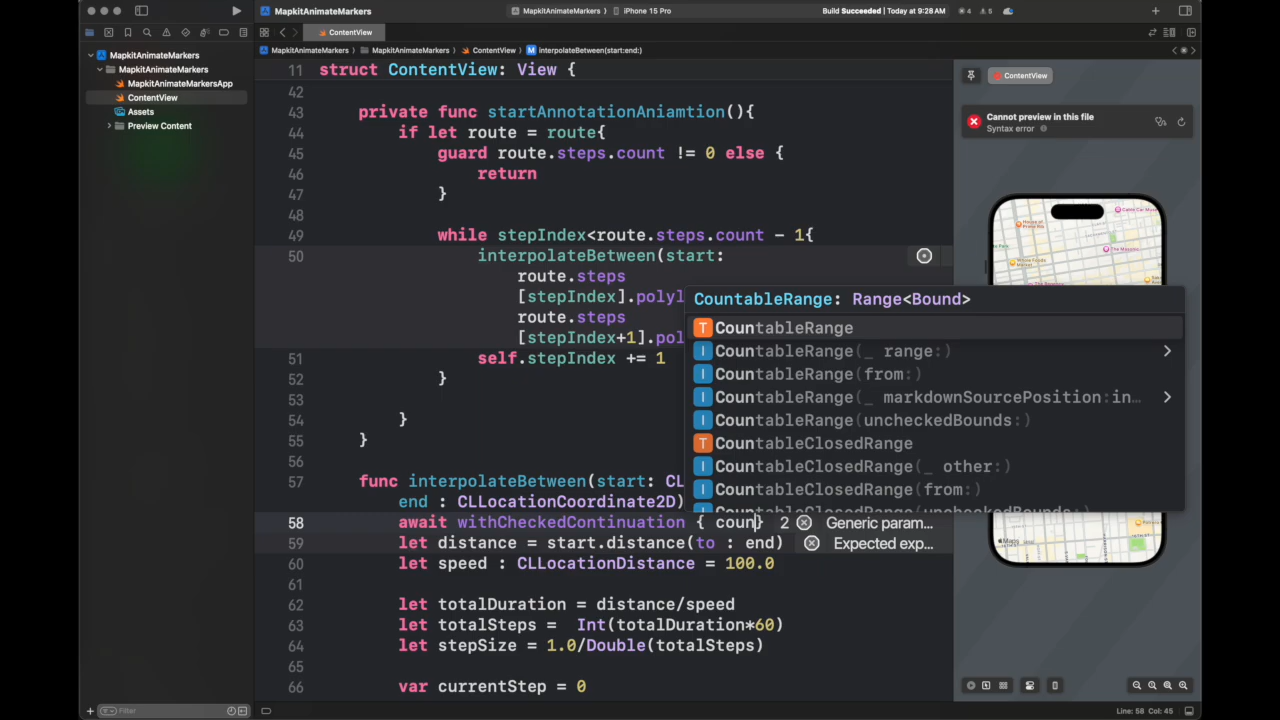 MapkitAnimateMarkers
MapkitAnimateMarkers
iPhone 15 Pro
Build Succeeded | Today at 9:28 AM
4
5
ContentView
MapkitAnimateMarkers
MapkitAnimateMarkers
ContentView
M interpolateBetween(start:end:)
MapkitAnimateMarkers
MapkitAnimateMarkers
MapkitAnimateMarkersApp
ContentView
Assets
Preview Content
11 struct ContentView: View {
42
43 private func startAnnotationAniamtion(){
44 if let route = route{
45 guard route.steps.count != 0 else {
46 return
47 }
48
49 while stepIndex<route.steps.count - 1{
50 interpolateBetween(start:
route.steps
[stepIndex].polyl
route.steps
[stepIndex+1].pol
51 self.stepIndex += 1
52 }
53
54 }
55 }
56
57 func interpolateBetween(start: CL
end : CLLocationCoordinate2D)
58 await withCheckedContinuation { coun} 2 Generic param...
59 let distance = start.distance(to : end) Expected exp...
60 let speed : CLLocationDistance = 100.0
61
62 let totalDuration = distance/speed
63 let totalSteps = Int(totalDuration*60)
64 let stepSize = 1.0/Double(totalSteps)
65
66 var currentStep = 0
CountableRange: Range<Bound>
T CountableRange
I CountableRange(_ range:)
I CountableRange(from:)
I CountableRange(_ markdownSourcePosition:in...
I CountableRange(uncheckedBounds:)
T CountableClosedRange
I CountableClosedRange(_ other:)
I CountableClosedRange(from:)
I CountableClosedRange(uncheckedBounds:)
ContentView
Cannot preview in this file
Syntax error
Maps
Filter
Line: 58 Col: 45